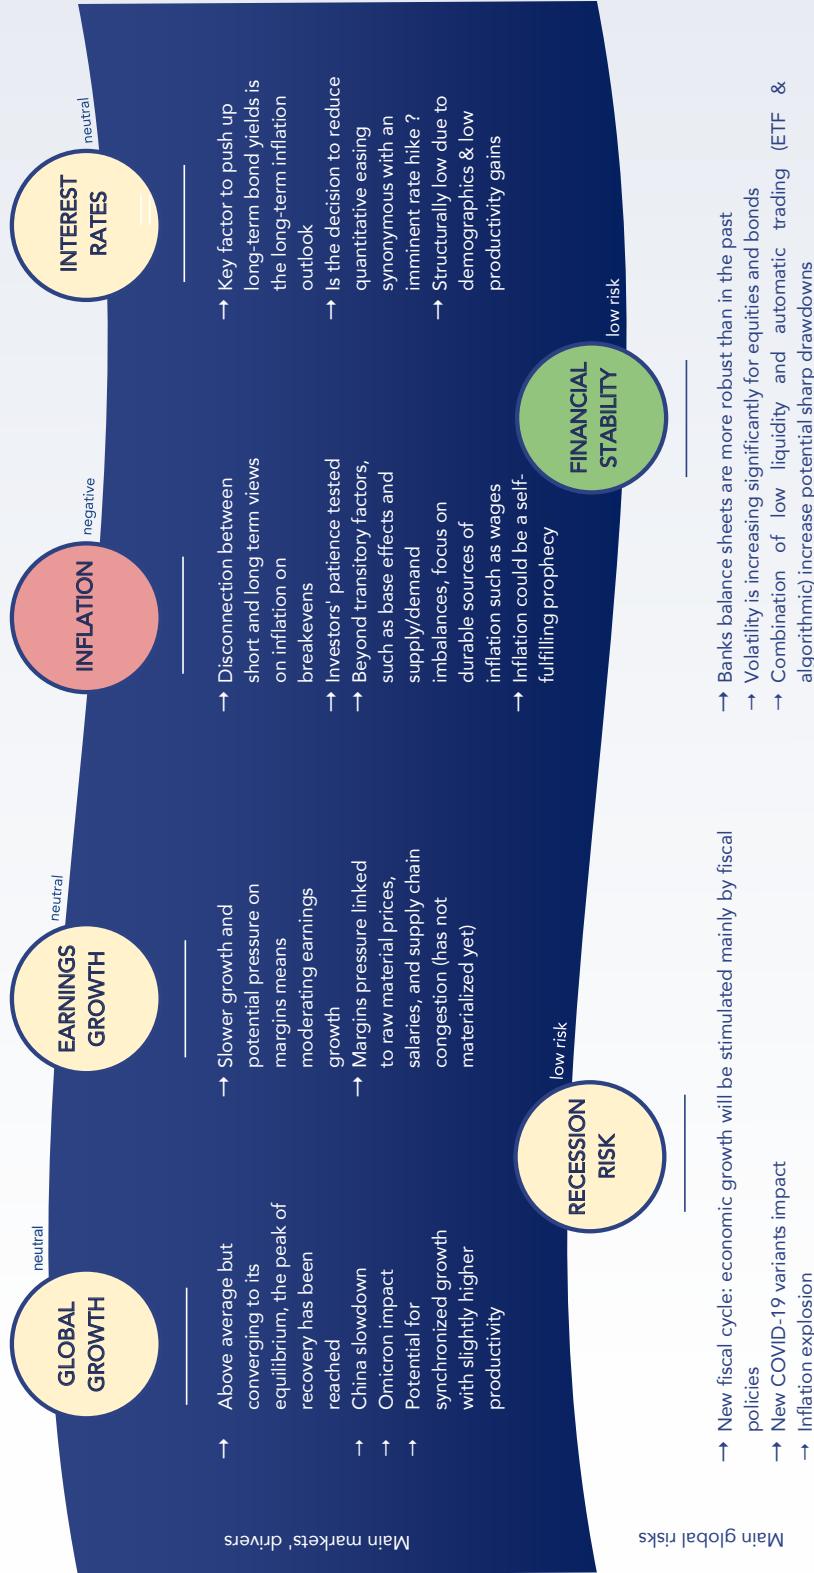 Main markets' drivers
GLOBAL
GROWTH
neutral
→ Above average but
converging to its
equilibrium, the peak of
recovery has been
reached
→ China slowdown
→ Omicron impact
→ Potential for
synchronized growth
with slightly higher
productivity
EARNINGS
GROWTH
neutral
→ Slower growth and
potential pressure on
margins means
moderating earnings
growth
→ Margins pressure linked
to raw material prices,
salaries, and supply chain
congestion (has not
materialized yet)
INFLATION
negative
→ Disconnection between
short and long term views
on inflation on
breakevens
→ Investors' patience tested
→ Beyond transitory factors,
such as base effects and
supply/demand
imbalances, focus on
durable sources of
inflation such as wages
→ Inflation could be a self-
fulfilling prophecy
INTEREST
RATES
neutral
→ Key factor to push up
long-term bond yields is
the long-term inflation
outlook
→ Is the decision to reduce
quantitative easing
synonymous with an
imminent rate hike ?
→ Structurally low due to
demographics & low
productivity gains
Main global risks
RECESSION
RISK
low risk
→ New fiscal cycle: economic growth will be stimulated mainly by fiscal
policies
→ New COVID-19 variants impact
→ Inflation explosion
FINANCIAL
STABILITY
low risk
→ Banks balance sheets are more robust than in the past
→ Volatility is increasing significantly for equities and bonds
→ Combination of low liquidity and automatic trading (ETF &
algorithmic) increase potential sharp drawdowns